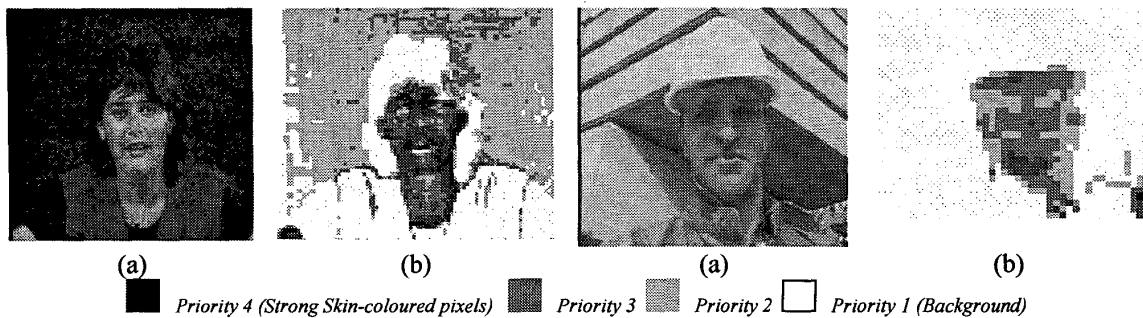 (a) (b) (a) (b)
Priority 4 (Strong Skin-coloured pixels) Priority 3 Priority 2 Priority 1 (Background)